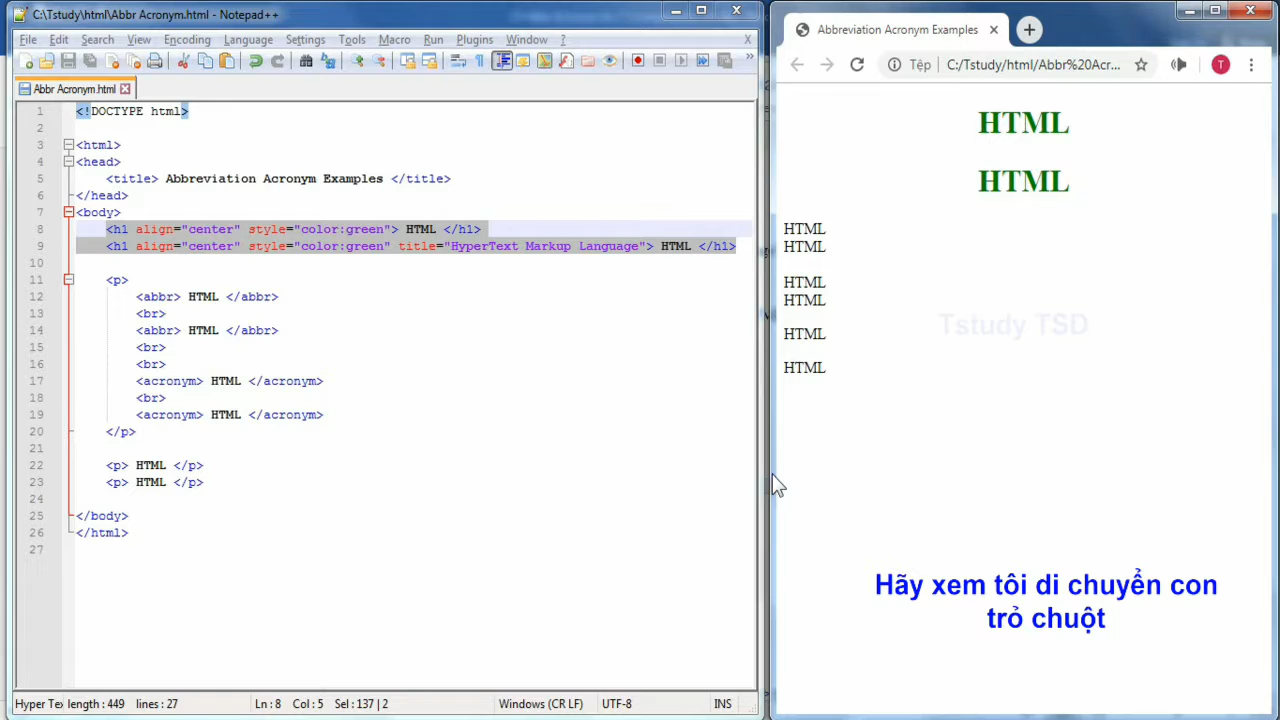 C:\Tstudy\html\Abbr Acronym.html - Notepad++
File Edit Search View Encoding Language Settings Tools Macro Run Plugins Window ? X
Abbr Acronym.html
1 <!DOCTYPE html>
2
3 <html>
4 <head>
5 <title> Abbreviation Acronym Examples </title>
6 </head>
7 <body>
8 <h1 align="center" style="color:green"> HTML </h1>
9 <h1 align="center" style="color:green" title="HyperText Markup Language"> HTML </h1>
10
11 <p>
12 <abbr> HTML </abbr>
13 <br>
14 <abbr> HTML </abbr>
15 <br>
16 <br>
17 <acronym> HTML </acronym>
18 <br>
19 <acronym> HTML </acronym>
20 </p>
21
22 <p> HTML </p>
23 <p> HTML </p>
24
25 </body>
26 </html>
27
Hyper Te length : 449 lines : 27 Ln : 8 Col : 5 Sel : 137 | 2 Windows (CR LF) UTF-8 INS
Abbreviation Acronym Examples
Tệp C:/Tstudy/html/Abbr%20Acr... T
HTML
HTML
HTML
HTML
HTML
HTML
Tstudy TSD
HTML
HTML
Hãy xem tôi di chuyển con
trỏ chuột